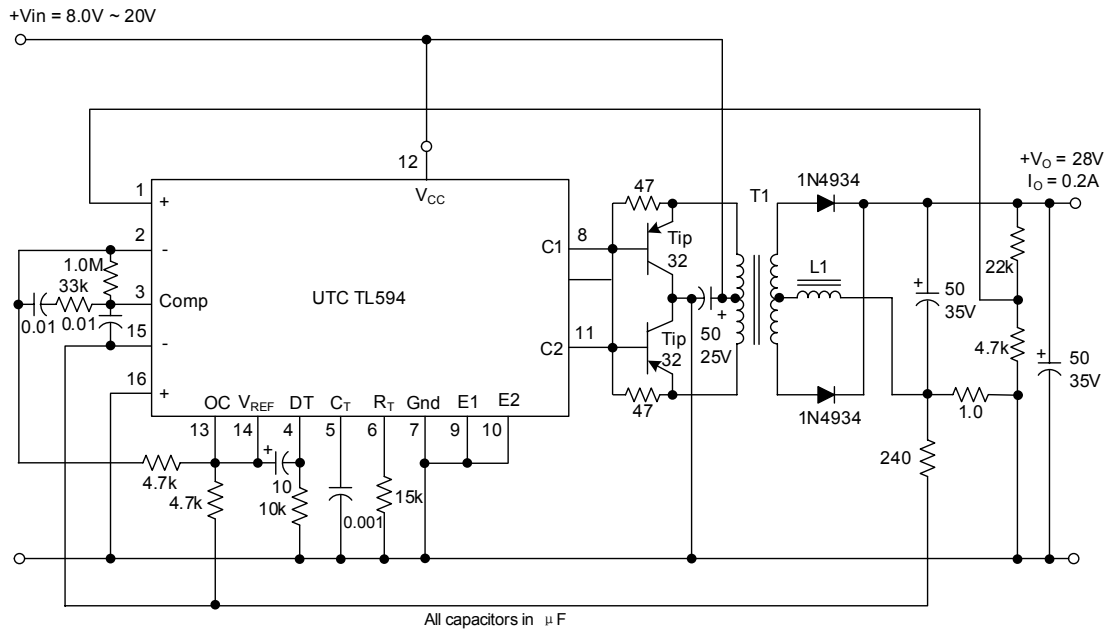 +Vin = 8.0V ~ 20V
12
VCC
1
+
2
-
1.0M
33k
3
Comp
0.01
0.01
15
-
16
+
UTC TL594
C1
8
C2
11
OC
VREF
DT
CT
RT
Gnd
E1
E2
13
14
4
5
6
7
9
10
+
10
4.7k
4.7k
10k
0.001
15k
47
Tip
32
Tip
32
47
+
50
25V
T1
1N4934
L1
1N4934
+
50
35V
22k
4.7k
1.0
240
+
50
35V
+VO = 28V
IO = 0.2A
All capacitors in μF